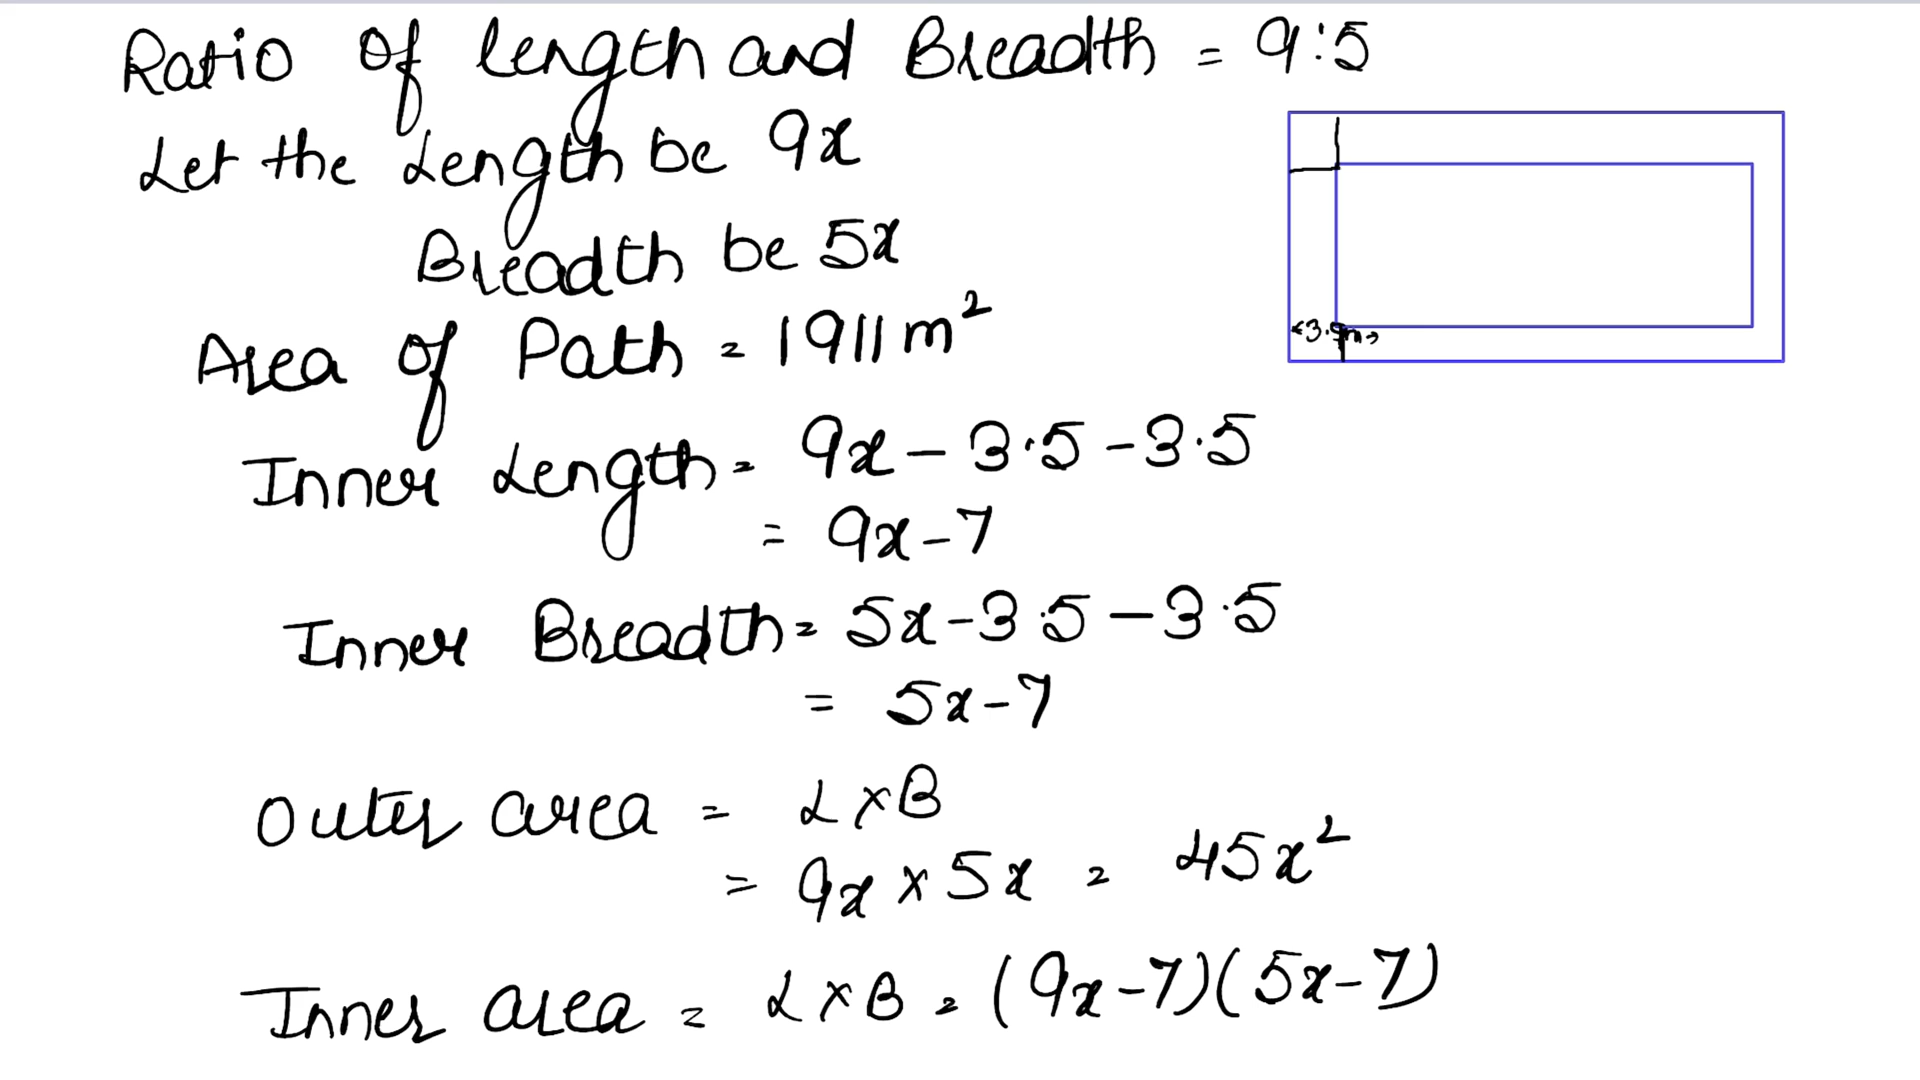 Ratio Of length and Breadth = 9:5
Let the Length be 9x
Breadth be 5x
Area of Path = 1911 m²
<3.5m>
Inner Length = 9x - 3.5 - 3.5
= 9x - 7
Inner Breadth = 5x - 3.5 - 3.5
= 5x - 7
Outer area = L × B
= 9x × 5x = 45x²
Inner area = L × B = (9x - 7)(5x - 7)